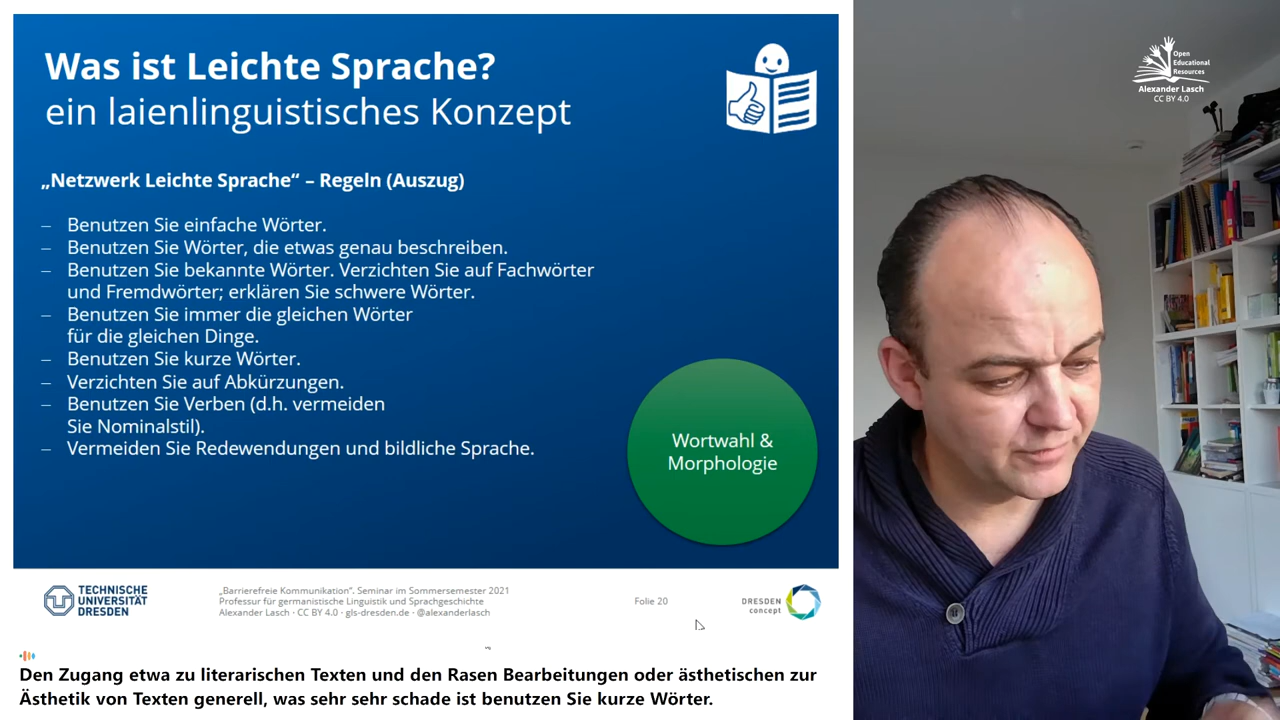 Was ist Leichte Sprache?
ein laienlinguistisches Konzept
„Netzwerk Leichte Sprache“ – Regeln (Auszug)
– Benutzen Sie einfache Wörter.
– Benutzen Sie Wörter, die etwas genau beschreiben.
– Benutzen Sie bekannte Wörter. Verzichten Sie auf Fachwörter
und Fremdwörter; erklären Sie schwere Wörter.
– Benutzen Sie immer die gleichen Wörter
für die gleichen Dinge.
– Benutzen Sie kurze Wörter.
– Verzichten Sie auf Abkürzungen.
– Benutzen Sie Verben (d.h. vermeiden
Sie Nominalstil).
– Vermeiden Sie Redewendungen und bildliche Sprache.
Wortwahl &
Morphologie
TECHNISCHE
UNIVERSITÄT
DRESDEN
„Barrierefreie Kommunikation“. Seminar im Sommersemester 2021
Professur für germanistische Linguistik und Sprachgeschichte
Alexander Lasch · CC BY 4.0 · gls-dresden.de · @alexanderlasch
Folie 20
DRESDEN
concept
Open
Educational
Resources
Alexander Lasch
CC BY 4.0
Den Zugang etwa zu literarischen Texten und den Rasen Bearbeitungen oder ästhetischen zur
Ästhetik von Texten generell, was sehr sehr schade ist benutzen Sie kurze Wörter.